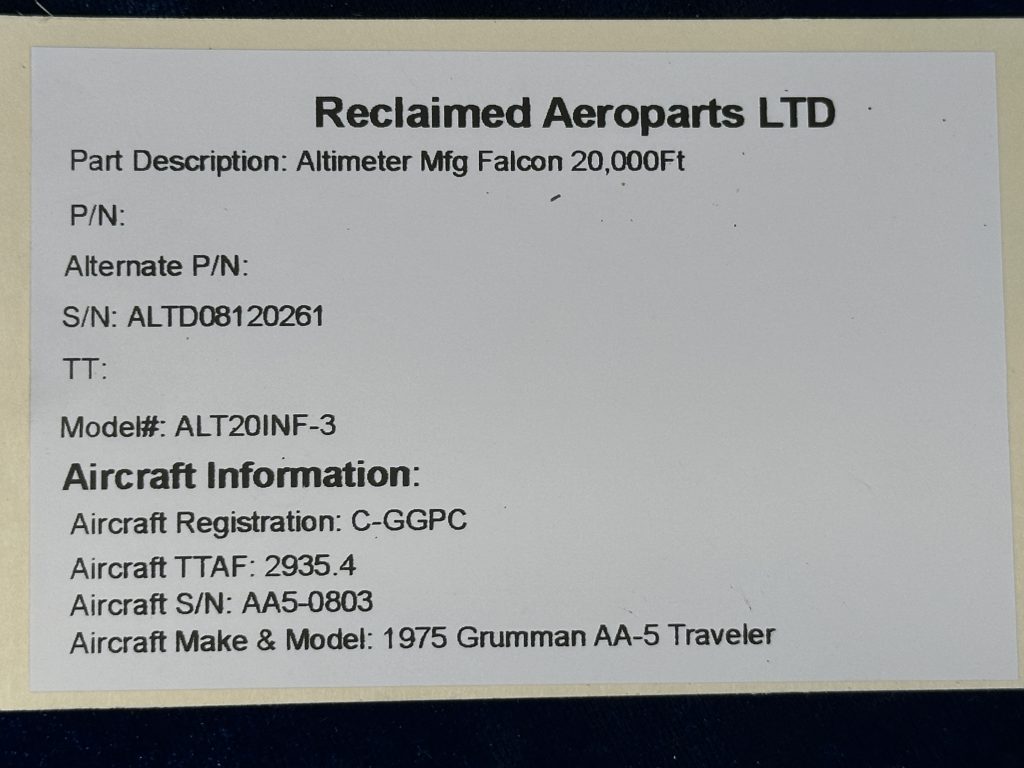 Reclaimed Aeroparts LTD
Part Description: Altimeter Mfg Falcon 20,000Ft
P/N:
Alternate P/N:
S/N: ALTD08120261
TT:
Model#: ALT20INF-3
Aircraft Information:
Aircraft Registration: C-GGPC
Aircraft TTAF: 2935.4
Aircraft S/N: AA5-0803
Aircraft Make & Model: 1975 Grumman AA-5 Traveler